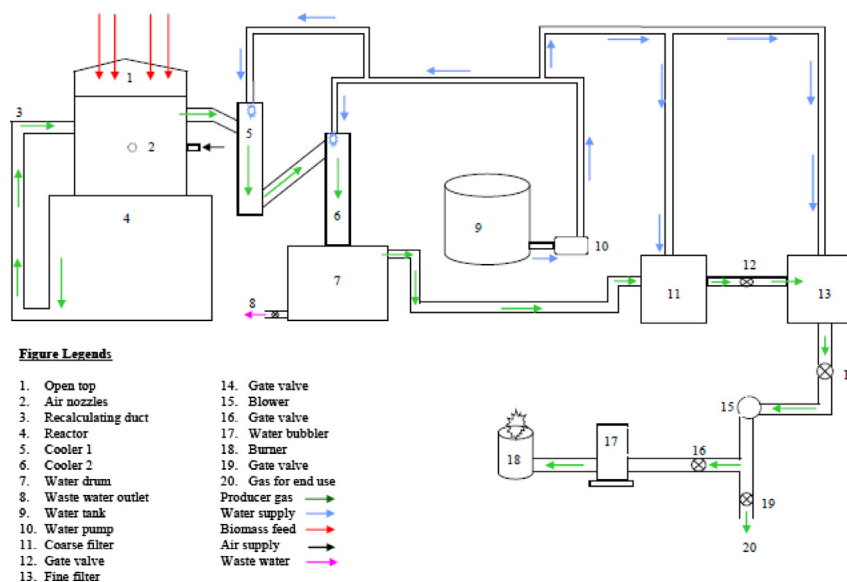 1
3
2
5
4
6
9
10
7
8
11
12
13
1
15
16
17
18
19
20
Figure Legends
1. Open top
2. Air nozzles
3. Recalculating duct
4. Reactor
5. Cooler 1
6. Cooler 2
7. Water drum
8. Waste water outlet
9. Water tank
10. Water pump
11. Coarse filter
12. Gate valve
13. Fine filter
14. Gate valve
15. Blower
16. Gate valve
17. Water bubbler
18. Burner
19. Gate valve
20. Gas for end use
Producer gas
Water supply
Biomass feed
Air supply
Waste water